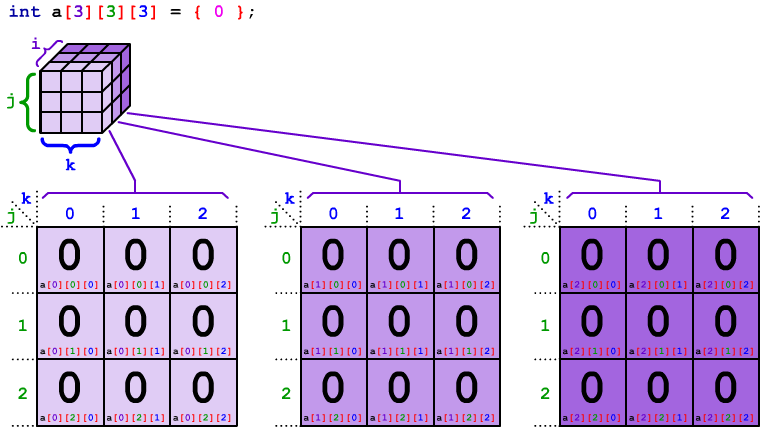 int a[3][3][3] = { 0 };
i
j
k
k k k
j 0 1 2 j 0 1 2 j 0 1 2
0 0 0 0 0 0 0 0 0 0 0 0
a[0][0][0] a[0][0][1] a[0][0][2] a[1][0][0] a[1][0][1] a[1][0][2] a[2][0][0] a[2][0][1] a[2][0][2]
1 0 0 0 1 0 0 0 1 0 0 0
a[0][1][0] a[0][1][1] a[0][1][2] a[1][1][0] a[1][1][1] a[1][1][2] a[2][1][0] a[2][1][1] a[2][1][2]
2 0 0 0 2 0 0 0 2 0 0 0
a[0][2][0] a[0][2][1] a[0][2][2] a[1][2][0] a[1][2][1] a[1][2][2] a[2][2][0] a[2][2][1] a[2][2][2]